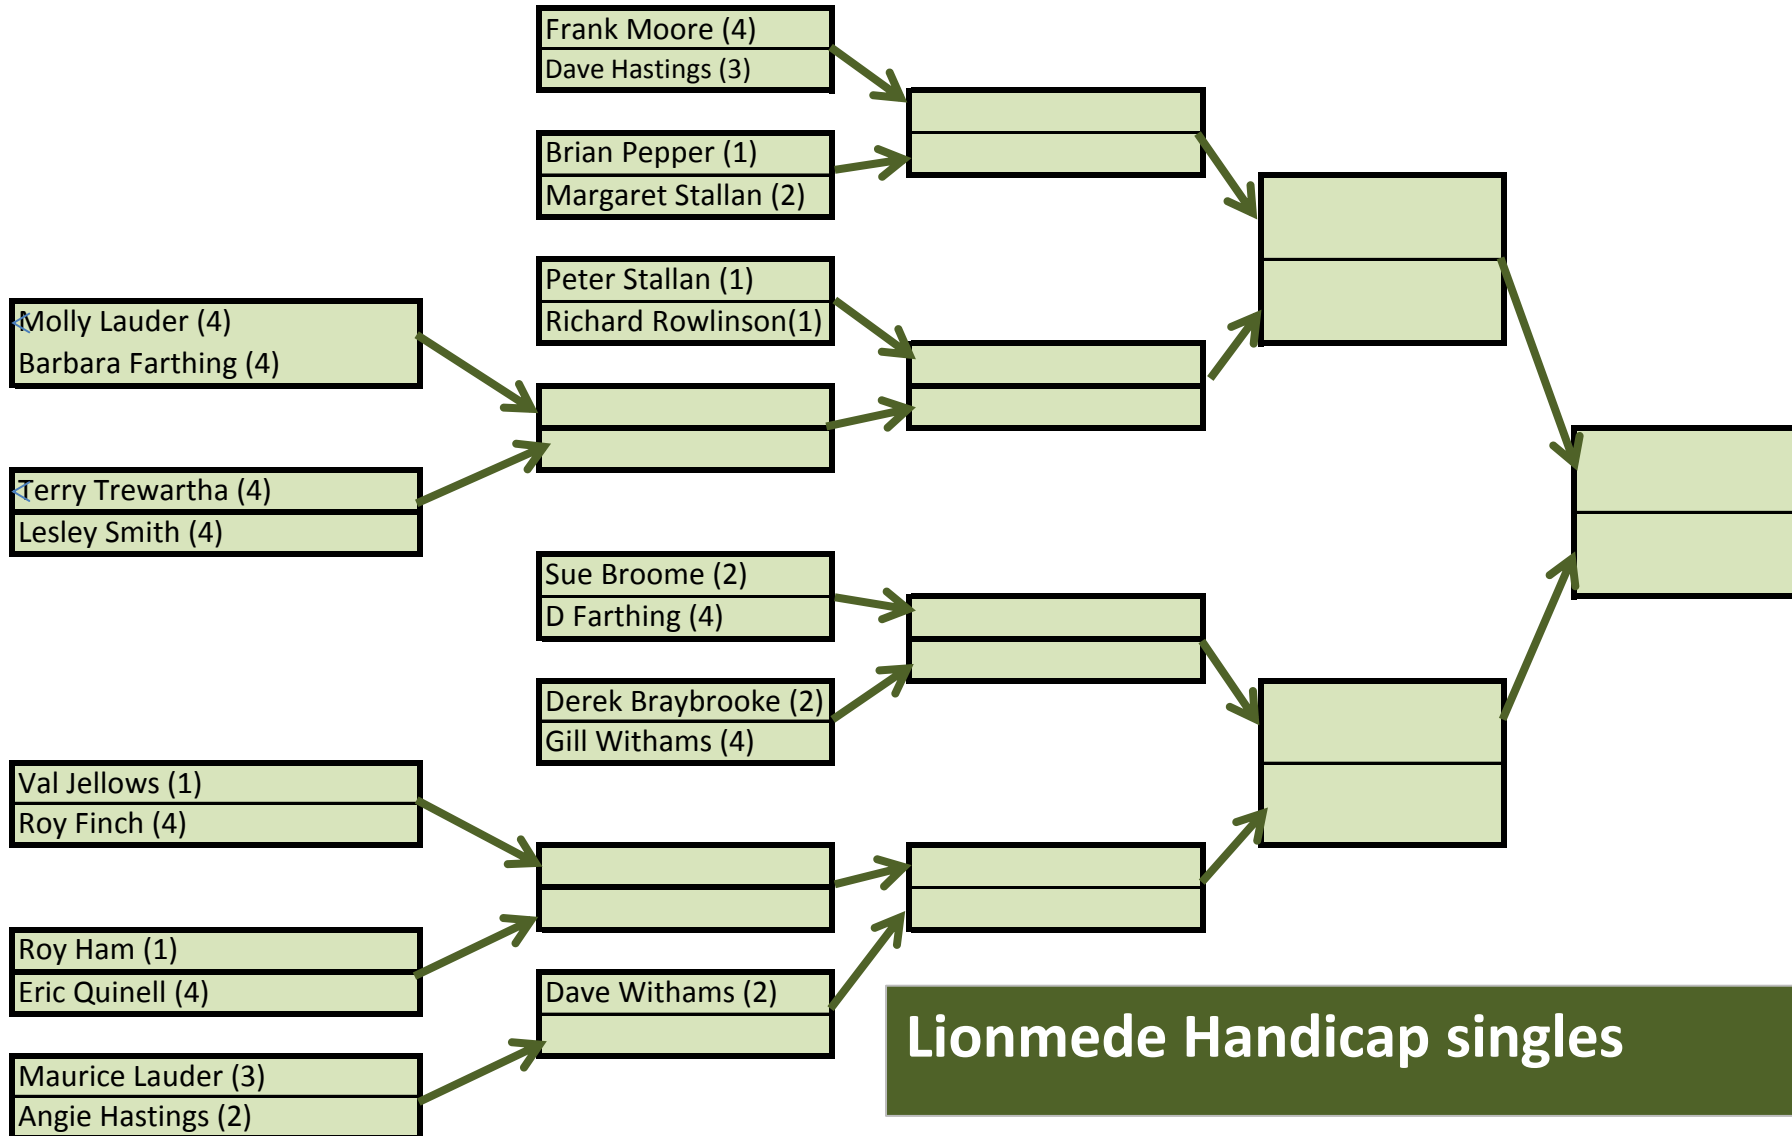 Frank Moore (4)
Dave Hastings (3)
Brian Pepper (1)
Margaret Stallan (2)
Peter Stallan (1)
Richard Rowlinson(1)
Molly Lauder (4)
Barbara Farthing (4)
Terry Trewartha (4)
Lesley Smith (4)
Sue Broome (2)
D Farthing (4)
Derek Braybrooke (2)
Gill Withams (4)
Val Jellows (1)
Roy Finch (4)
Roy Ham (1)
Eric Quinell (4)
Dave Withams (2)
Maurice Lauder (3)
Angie Hastings (2)
Lionmede Handicap singles